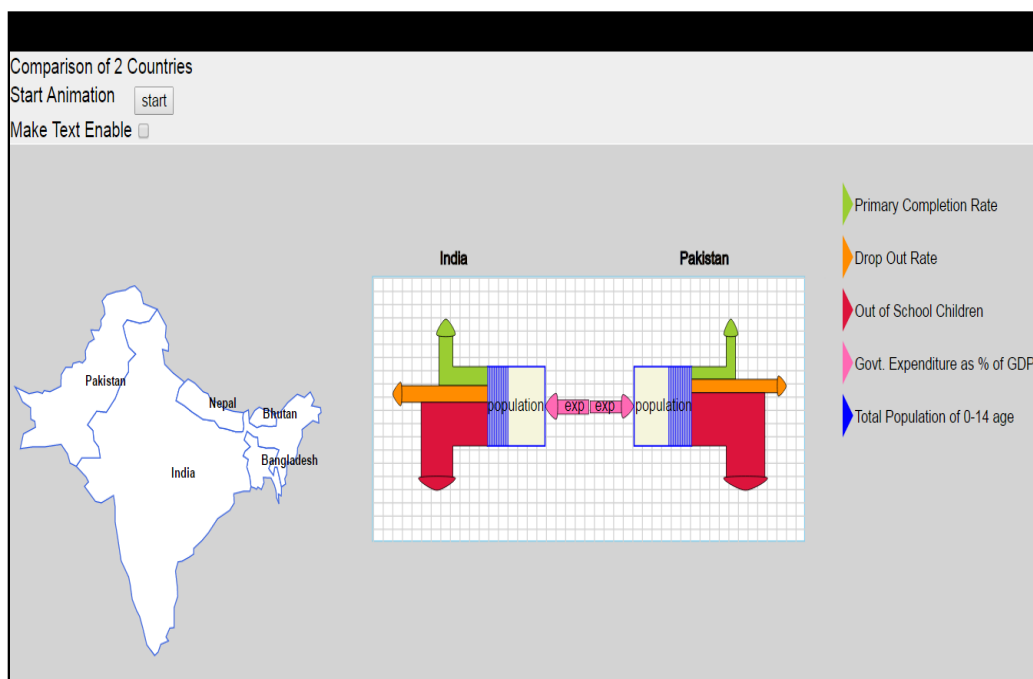 Comparison of 2 Countries
Start Animation start
Make Text Enable
Primary Completion Rate
Drop Out Rate
Out of School Children
Govt. Expenditure as % of GDP
Total Population of 0-14 age
India Pakistan
population exp exp population
Pakistan
Nepal
Bhutan
Bangladesh
India